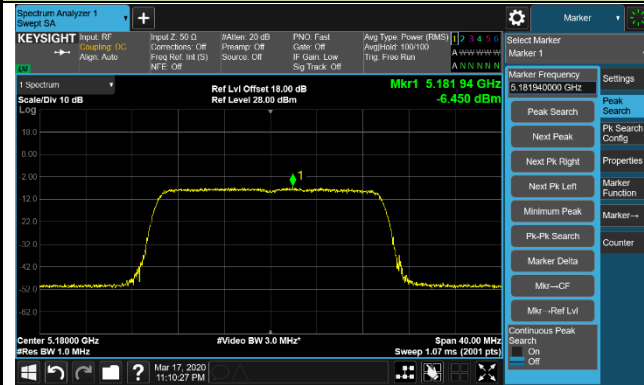 Spectrum Analyzer 1
Swept SA
+
Marker
KEYSIGHT
Input: RF
Coupling: DC
Align: Auto
Input Z: 50 Ω
Corrections: Off
Freq Ref: Int (S)
NFE: Off
#Atten: 20 dB
Preamp: Off
Source: Off
PNO: Fast
Gate: Off
IF Gain: Low
Sig Track: Off
Avg Type: Power (RMS)
Avg|Hold: 100/100
Trig: Free Run
1 2 3 4 5 6
A W W W W W
A N N N N N
LXI
Select Marker
Marker 1
1 Spectrum
Scale/Div 10 dB
Log
Ref Lvl Offset 18.00 dB
Ref Level 28.00 dBm
Mkr1 5.181 94 GHz
-6.450 dBm
18.0
8.00
-2.00
-12.0
-22.0
-32.0
-42.0
-52.0
-62.0
1
Center 5.18000 GHz
#Res BW 1.0 MHz
#Video BW 3.0 MHz*
Span 40.00 MHz
Sweep 1.07 ms (2001 pts)
Marker Frequency
5.181940000 GHz
Peak Search
Next Peak
Next Pk Right
Next Pk Left
Minimum Peak
Pk-Pk Search
Marker Delta
Mkr→CF
Mkr→Ref Lvl
Continuous Peak
Search
On
Off
Settings
Peak
Search
Pk Search
Config
Properties
Marker
Function
Marker→
Counter
?
Mar 17, 2020
11:10:27 PM